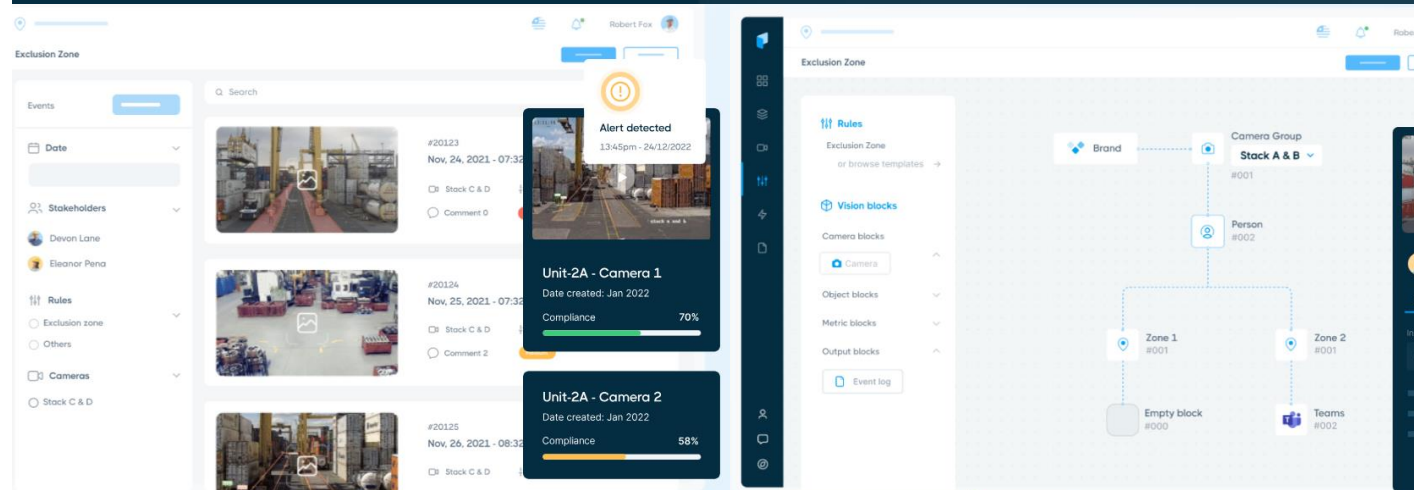 Robert Fox
Exclusion Zone
Events
Search
Date
Stakeholders
Devon Lane
Eleanor Pena
Rules
Exclusion zone
Others
Cameras
Stack C & D
#20123
Nov, 24, 2021 - 07:32
Stack C & D
Comment 0
#20124
Nov, 25, 2021 - 07:32
Stack C & D
Comment 2
#20125
Nov, 26, 2021 - 08:32
Stack C & D
Alert detected
13:45pm - 24/12/2022
stack a and b
Unit-2A - Camera 1
Date created: Jan 2022
Compliance 70%
Unit-2A - Camera 2
Date created: Jan 2022
Compliance 58%
Exclusion Zone
Rules
Exclusion Zone
or browse templates
Vision blocks
Camera blocks
Camera
Object blocks
Metric blocks
Output blocks
Event log
Brand
Camera Group
Stack A & B
#001
Person
#002
Zone 1
#001
Zone 2
#001
Empty block
#000
Teams
#002